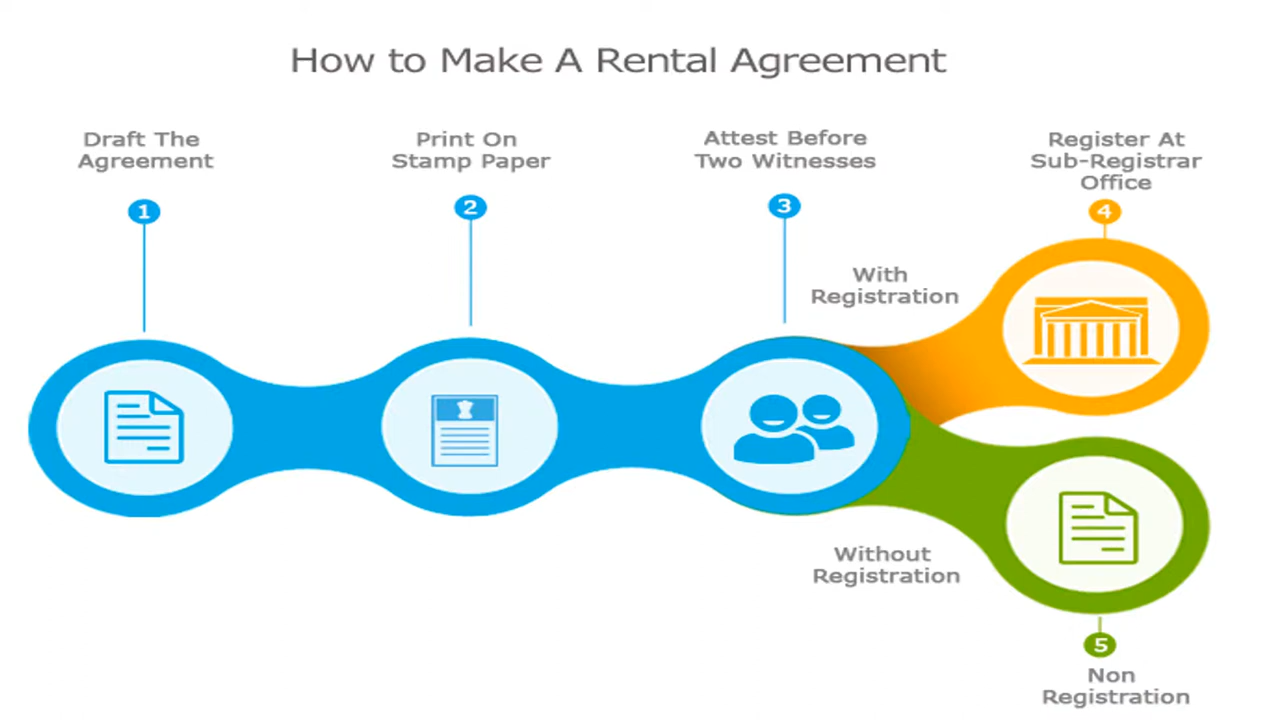 How to Make A Rental Agreement
Draft The
Agreement
1
Print On
Stamp Paper
2
Attest Before
Two Witnesses
3
Register At
Sub-Registrar
Office
4
With
Registration
Without
Registration
5
Non
Registration